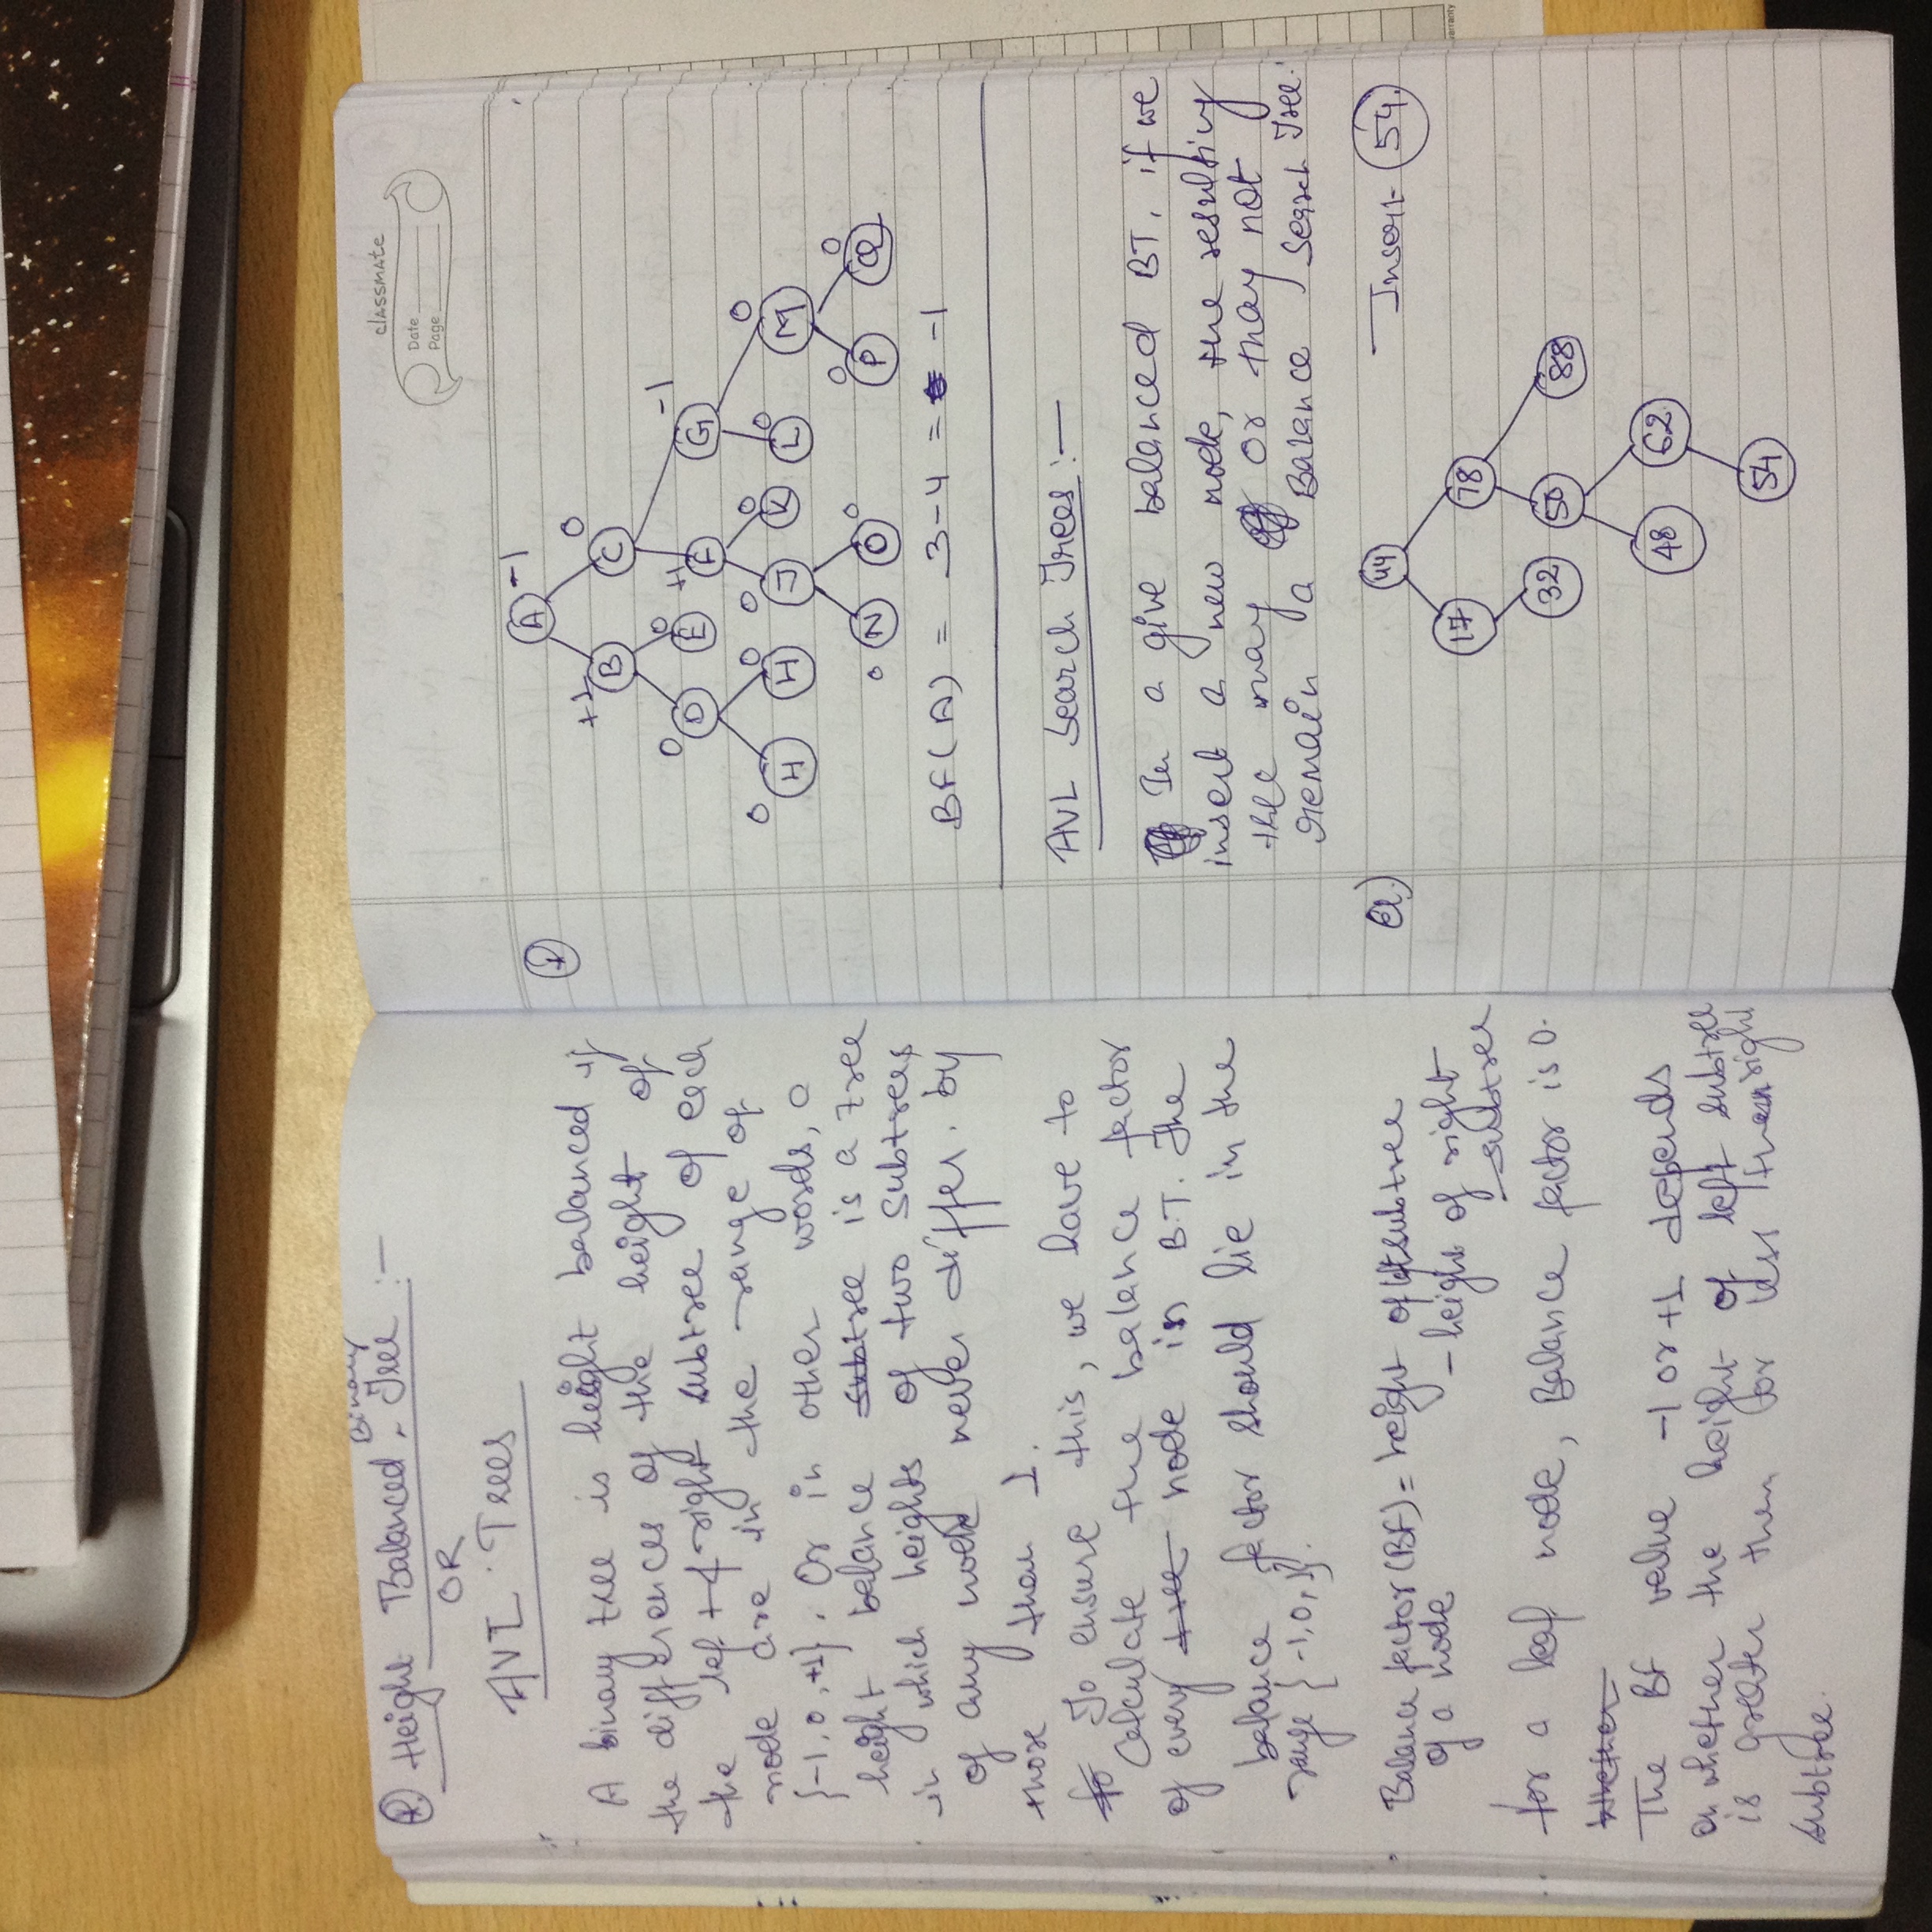 * Height Balanced Binary Tree :-
OR
AVL Trees
A binary tree is height balanced if
the differences of the height of
the left & right subtree of each
node are in the range of
{-1, 0, +1}. Or in other words, a
height balance subtree is a tree
in which heights of two subtrees
of any node never differ by
more than 1.
To ensure this, we have to
Calculate the balance factor
of every tree node in B.T. The
balance factor should lie in the
range {-1, 0, 1}.
Balance factor (BF) = height of left subtree
of a node - height of right
subtree
for a leaf node, Balance factor is 0.
The BF value -1 or +1 depends
on whether the height of left subtree
is greater then or less than right
subtree.
classmate
Date
Page
A -1
+1 B C 0
0 D E 0 +1 F G -1
0 H H 0 0 J K 0 L 0 M 0
0 N O 0 0 P Q 0
BF(A) = 3-4 = -1
AVL Search Trees :-
In a give balanced BT, if we
insert a new node, the resulting
tree may or may not
remain a Balance Search Tree.
Insert 54.
44
17 78
32 50 88
48 62
54
warranty